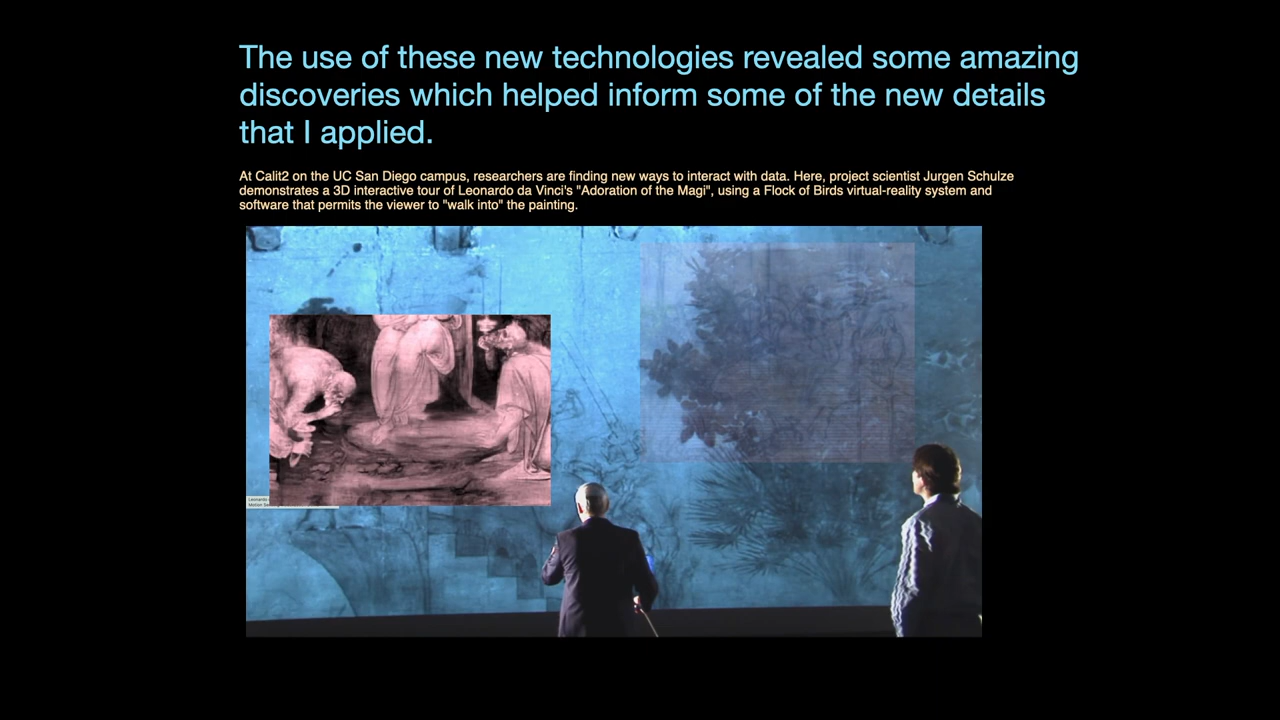 The use of these new technologies revealed some amazing
discoveries which helped inform some of the new details
that I applied.
At Calit2 on the UC San Diego campus, researchers are finding new ways to interact with data. Here, project scientist Jurgen Schulze
demonstrates a 3D interactive tour of Leonardo da Vinci's "Adoration of the Magi", using a Flock of Birds virtual-reality system and
software that permits the viewer to "walk into" the painting.